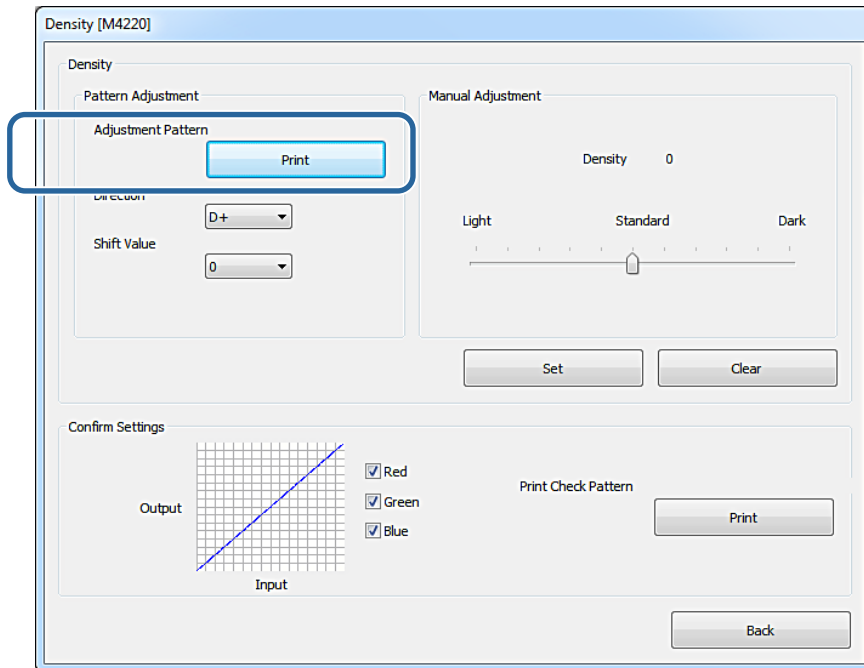 Density [M4220]
Density
Pattern Adjustment
Adjustment Pattern
Print
Direction
D+
Shift Value
0
Manual Adjustment
Density 0
Light Standard Dark
Set Clear
Confirm Settings
Output
Input
Red
Green
Blue
Print Check Pattern
Print
Back